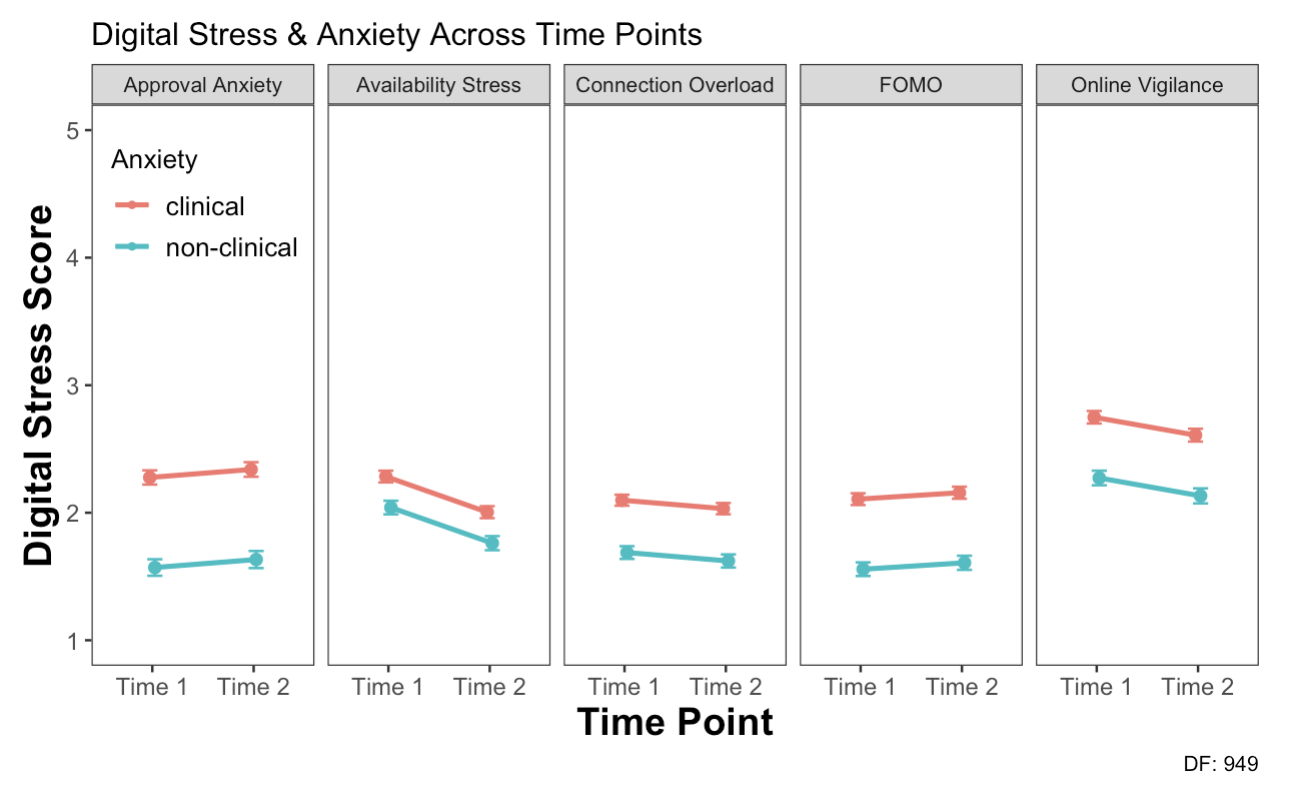 Digital Stress & Anxiety Across Time Points
Approval Anxiety
Availability Stress
Connection Overload
FOMO
Online Vigilance
Digital Stress Score
5
4
3
2
1
Anxiety
clinical
non-clinical
Time 1 Time 2
Time 1 Time 2
Time 1 Time 2
Time 1 Time 2
Time 1 Time 2
Time Point
DF: 949